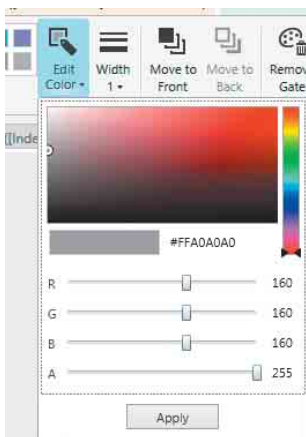 Edit Color
Width 1
Move to Front
Move to Back
Remov Gate
[[Inde
#FFA0A0A0
R 160
G 160
B 160
A 255
Apply